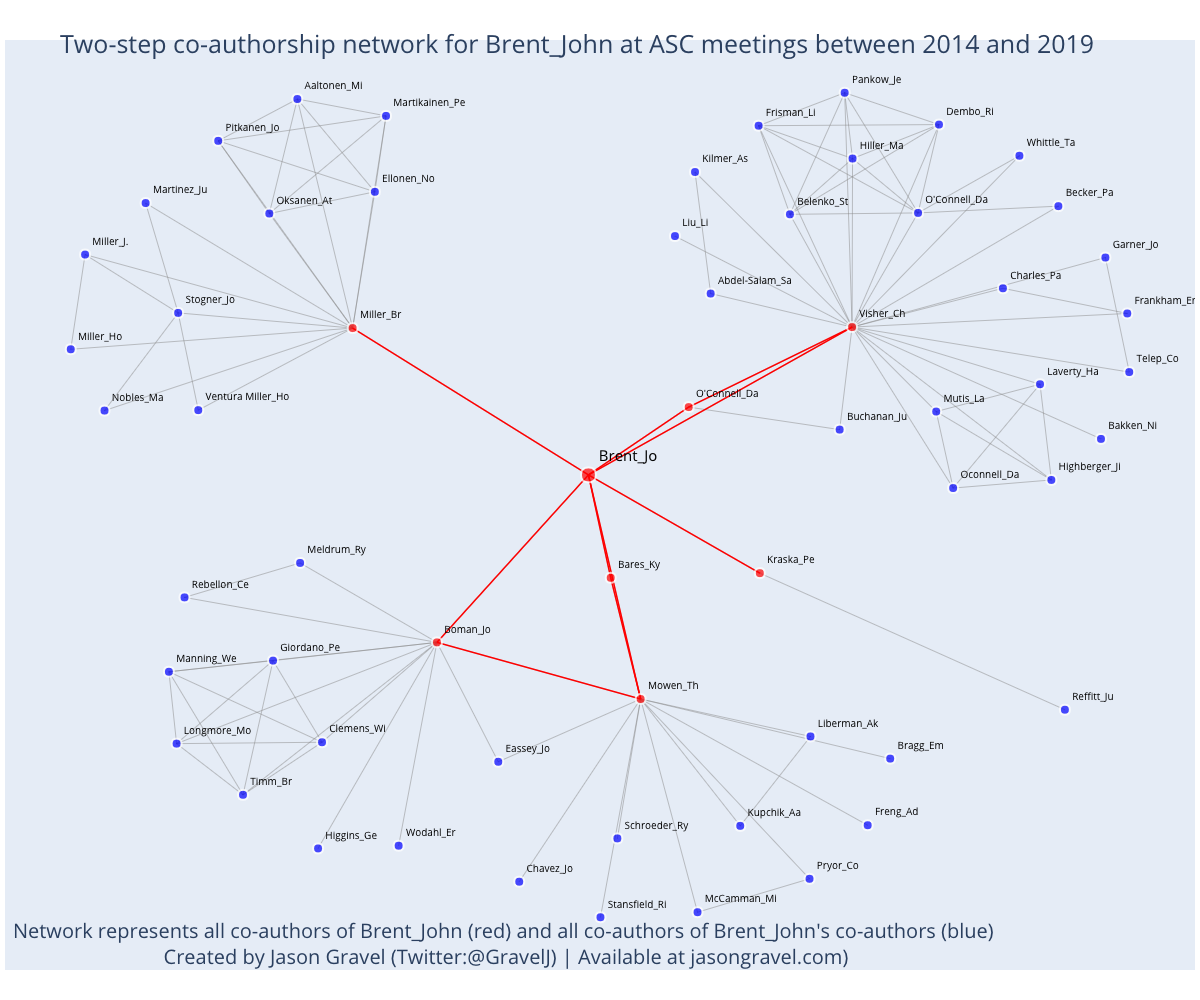 Two-step co-authorship network for Brent_John at ASC meetings between 2014 and 2019
Aaltonen_Mi
Martikainen_Pe
Pitkanen_Jo
Ellonen_No
Martinez_Ju
Oksanen_At
Miller_J.
Stogner_Jo
Miller_Br
Miller_Ho
Nobles_Ma
Ventura Miller_Ho
Pankow_Je
Frisman_Li
Dembo_Ri
Hiller_Ma
Whittle_Ta
Kilmer_As
Becker_Pa
Belenko_St
O'Connell_Da
Liu_Li
Garner_Jo
Abdel-Salam_Sa
Charles_Pa
Visher_Ch
Frankham_Er
Telep_Co
Laverty_Ha
O'Connell_Da
Mutis_La
Buchanan_Ju
Bakken_Ni
Brent_Jo
Oconnell_Da
Highberger_Ji
Meldrum_Ry
Bares_Ky
Kraska_Pe
Rebellon_Ce
Boman_Jo
Giordano_Pe
Manning_We
Mowen_Th
Reffitt_Ju
Longmore_Mo
Clemens_Wi
Liberman_Ak
Eassey_Jo
Bragg_Em
Timm_Br
Kupchik_Aa
Freng_Ad
Schroeder_Ry
Higgins_Ge
Wodahl_Er
Chavez_Jo
Pryor_Co
Stansfield_Ri
McCamman_Mi
Network represents all co-authors of Brent_John (red) and all co-authors of Brent_John's co-authors (blue)
Created by Jason Gravel (Twitter:@GravelJ) | Available at jasongravel.com)